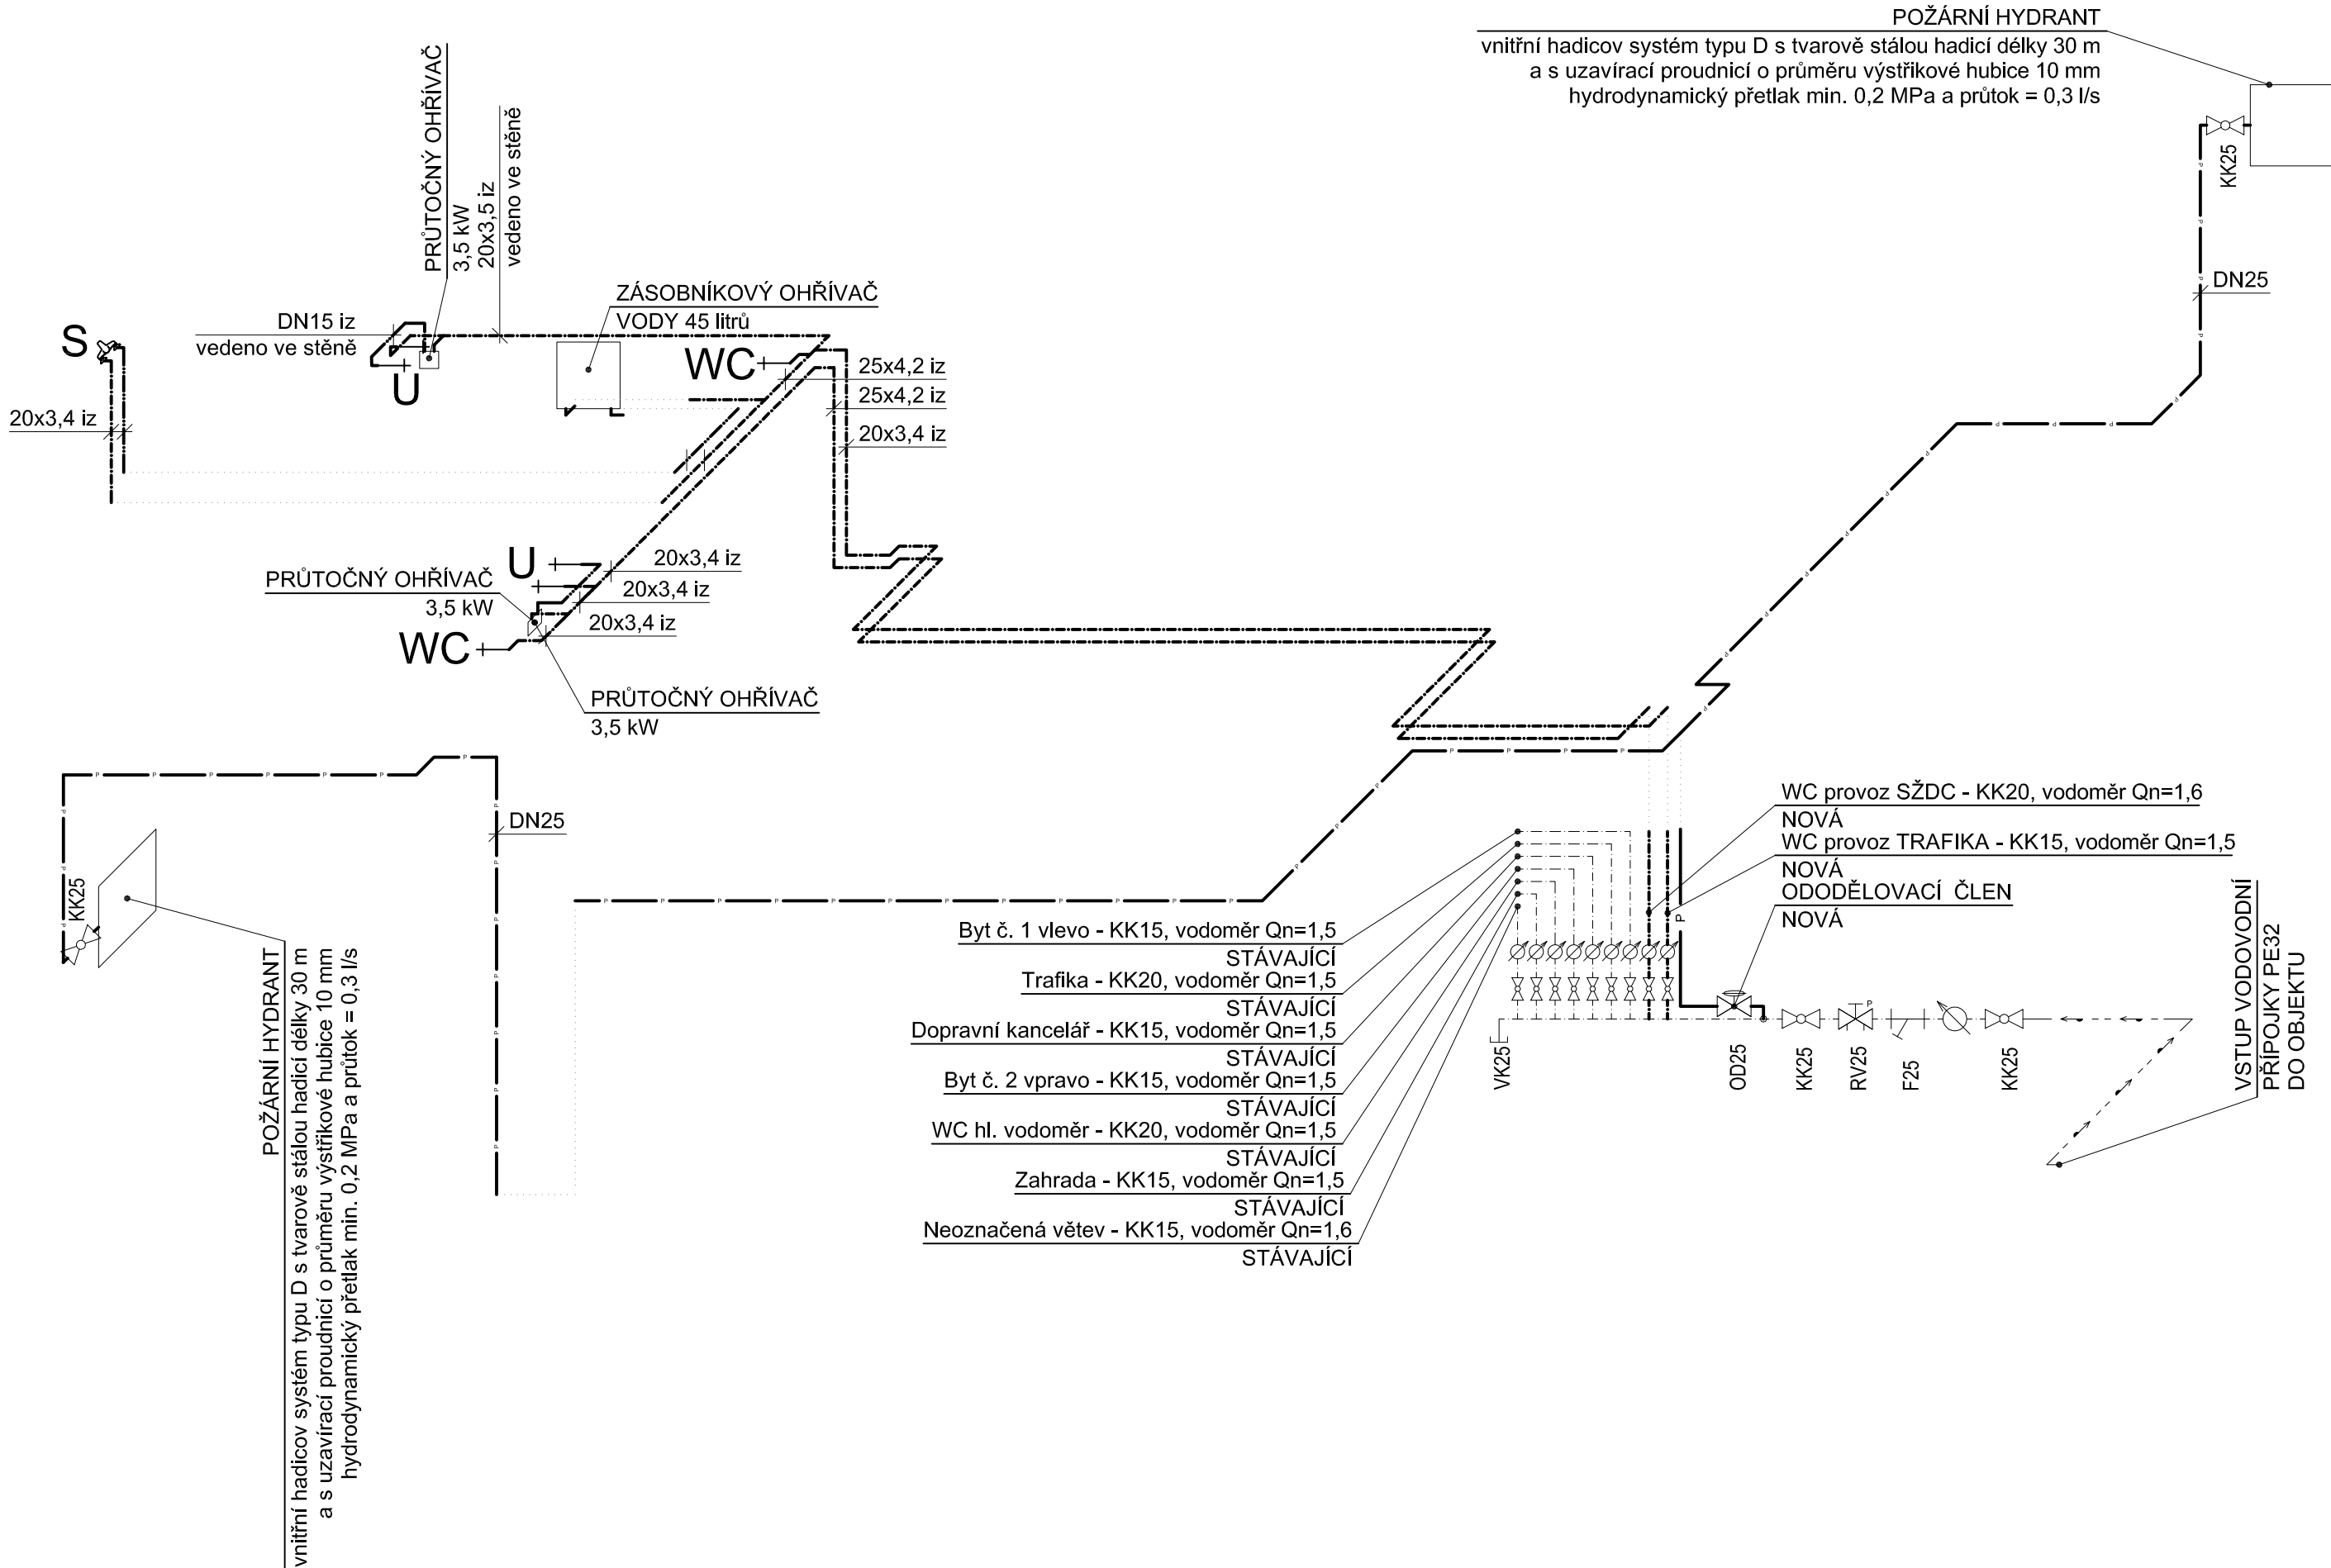 POŽÁRNÍ HYDRANT
vnitřní hadicov systém typu D s tvarově stálou hadicí délky 30 m
a s uzavírací proudnicí o průměru výstřikové hubice 10 mm
hydrodynamický přetlak min. 0,2 MPa a průtok = 0,3 l/s
KK25
DN25
PRŮTOČNÝ OHŘÍVAČ
3,5 kW
20x3,5 iz
vedeno ve stěně
ZÁSOBNÍKOVÝ OHŘÍVAČ
VODY 45 litrů
DN15 iz
vedeno ve stěně
S
U
WC
25x4,2 iz
25x4,2 iz
20x3,4 iz
20x3,4 iz
U
20x3,4 iz
PRŮTOČNÝ OHŘÍVAČ
3,5 kW
20x3,4 iz
20x3,4 iz
WC
PRŮTOČNÝ OHŘÍVAČ
3,5 kW
DN25
KK25
POŽÁRNÍ HYDRANT
vnitřní hadicov systém typu D s tvarově stálou hadicí délky 30 m
a s uzavírací proudnicí o průměru výstřikové hubice 10 mm
hydrodynamický přetlak min. 0,2 MPa a průtok = 0,3 l/s
WC provoz SŽDC - KK20, vodoměr Qn=1,6
NOVÁ
WC provoz TRAFIKA - KK15, vodoměr Qn=1,5
NOVÁ
ODODĚLOVACÍ ČLEN
NOVÁ
P
Byt č. 1 vlevo - KK15, vodoměr Qn=1,5
STÁVAJÍCÍ
Trafika - KK20, vodoměr Qn=1,5
STÁVAJÍCÍ
Dopravní kancelář - KK15, vodoměr Qn=1,5
STÁVAJÍCÍ
Byt č. 2 vpravo - KK15, vodoměr Qn=1,5
STÁVAJÍCÍ
WC hl. vodoměr - KK20, vodoměr Qn=1,5
STÁVAJÍCÍ
Zahrada - KK15, vodoměr Qn=1,5
STÁVAJÍCÍ
Neoznačená větev - KK15, vodoměr Qn=1,6
STÁVAJÍCÍ
VK25
OD25
KK25
RV25
F25
KK25
VSTUP VODOVODNÍ
PŘÍPOJKY PE32
DO OBJEKTU